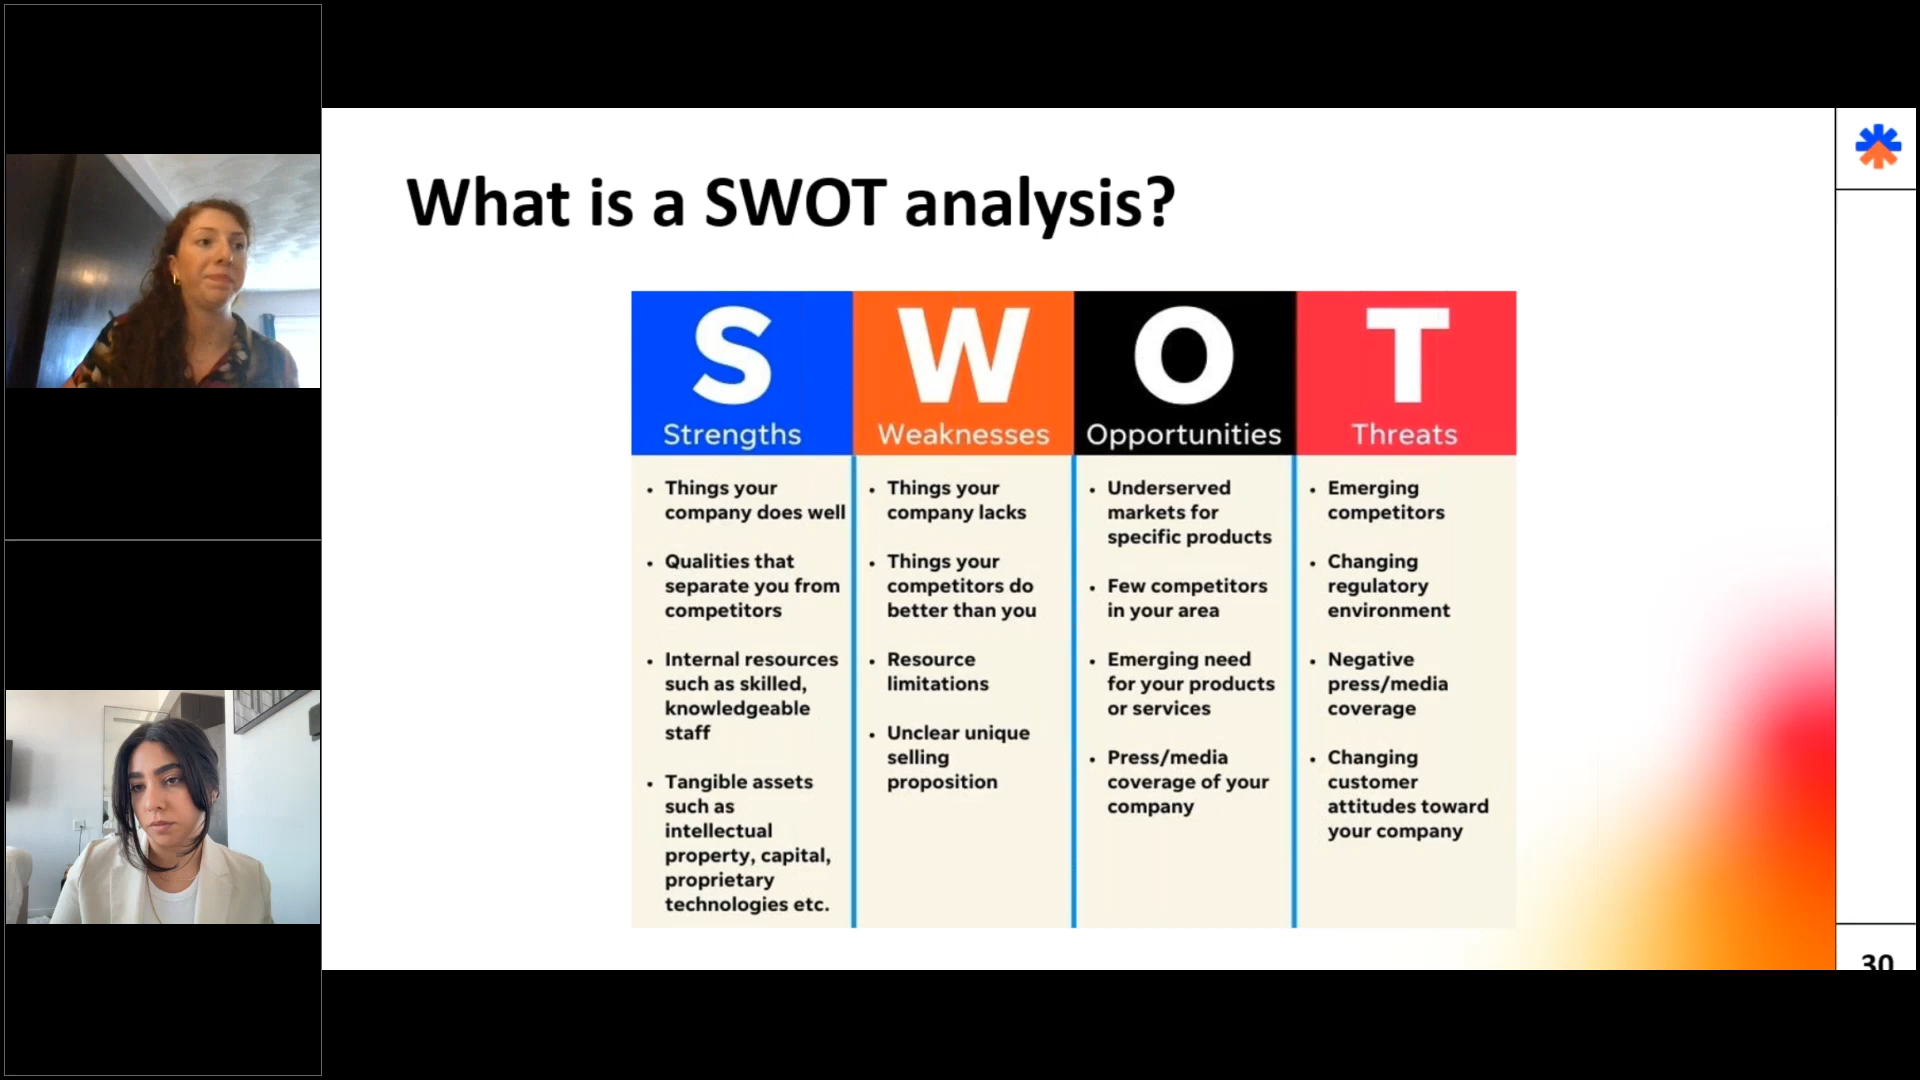 What is a SWOT analysis?
S
Strengths
• Things your
company does well
• Qualities that
separate you from
competitors
• Internal resources
such as skilled,
knowledgeable
staff
• Tangible assets
such as
intellectual
property, capital,
proprietary
technologies etc.
W
Weaknesses
• Things your
company lacks
• Things your
competitors do
better than you
• Resource
limitations
• Unclear unique
selling
proposition
O
Opportunities
• Underserved
markets for
specific products
• Few competitors
in your area
• Emerging need
for your products
or services
• Press/media
coverage of your
company
T
Threats
• Emerging
competitors
• Changing
regulatory
environment
• Negative
press/media
coverage
• Changing
customer
attitudes toward
your company
30